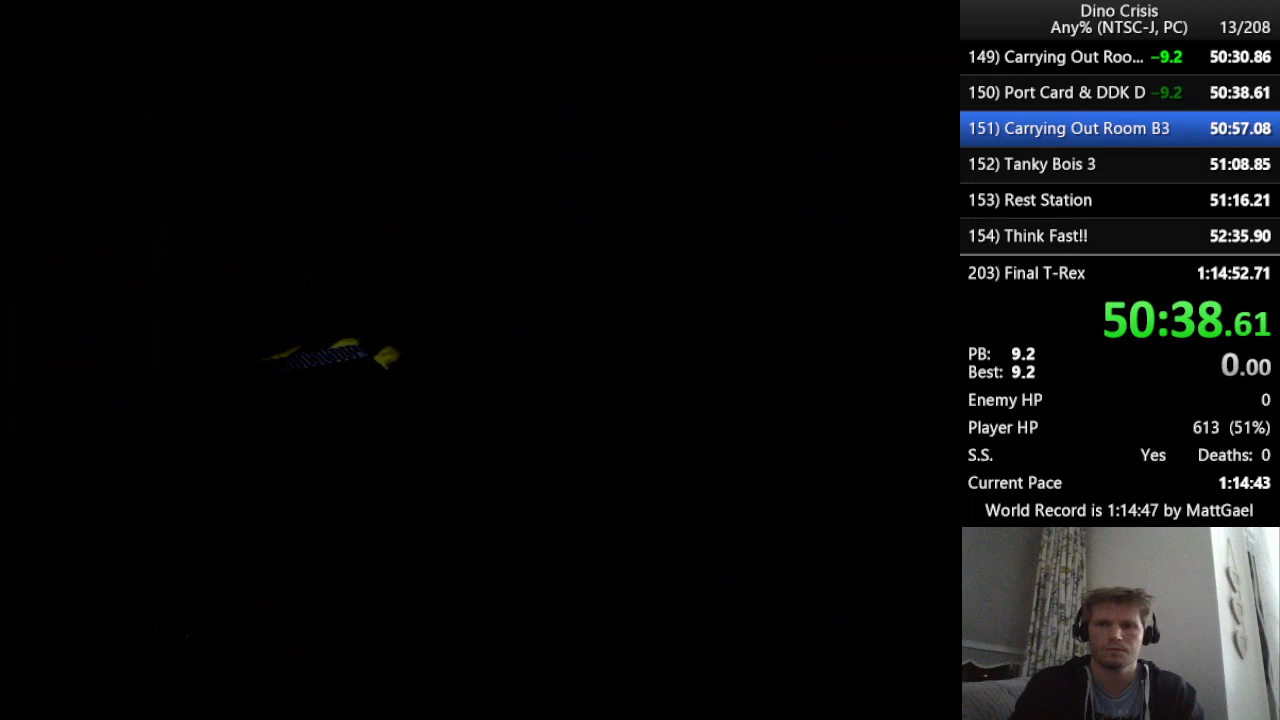 Dino Crisis
Any% (NTSC-J, PC) 13/208
149) Carrying Out Roo... −9.2 50:30.86
150) Port Card & DDK D −9.2 50:38.61
151) Carrying Out Room B3 50:57.08
152) Tanky Bois 3 51:08.85
153) Rest Station 51:16.21
154) Think Fast!! 52:35.90
203) Final T-Rex 1:14:52.71
50:38.61
PB: 9.2
Best: 9.2 0.00
Enemy HP 0
Player HP 613 (51%)
S.S. Yes Deaths: 0
Current Pace 1:14:43
World Record is 1:14:47 by MattGael